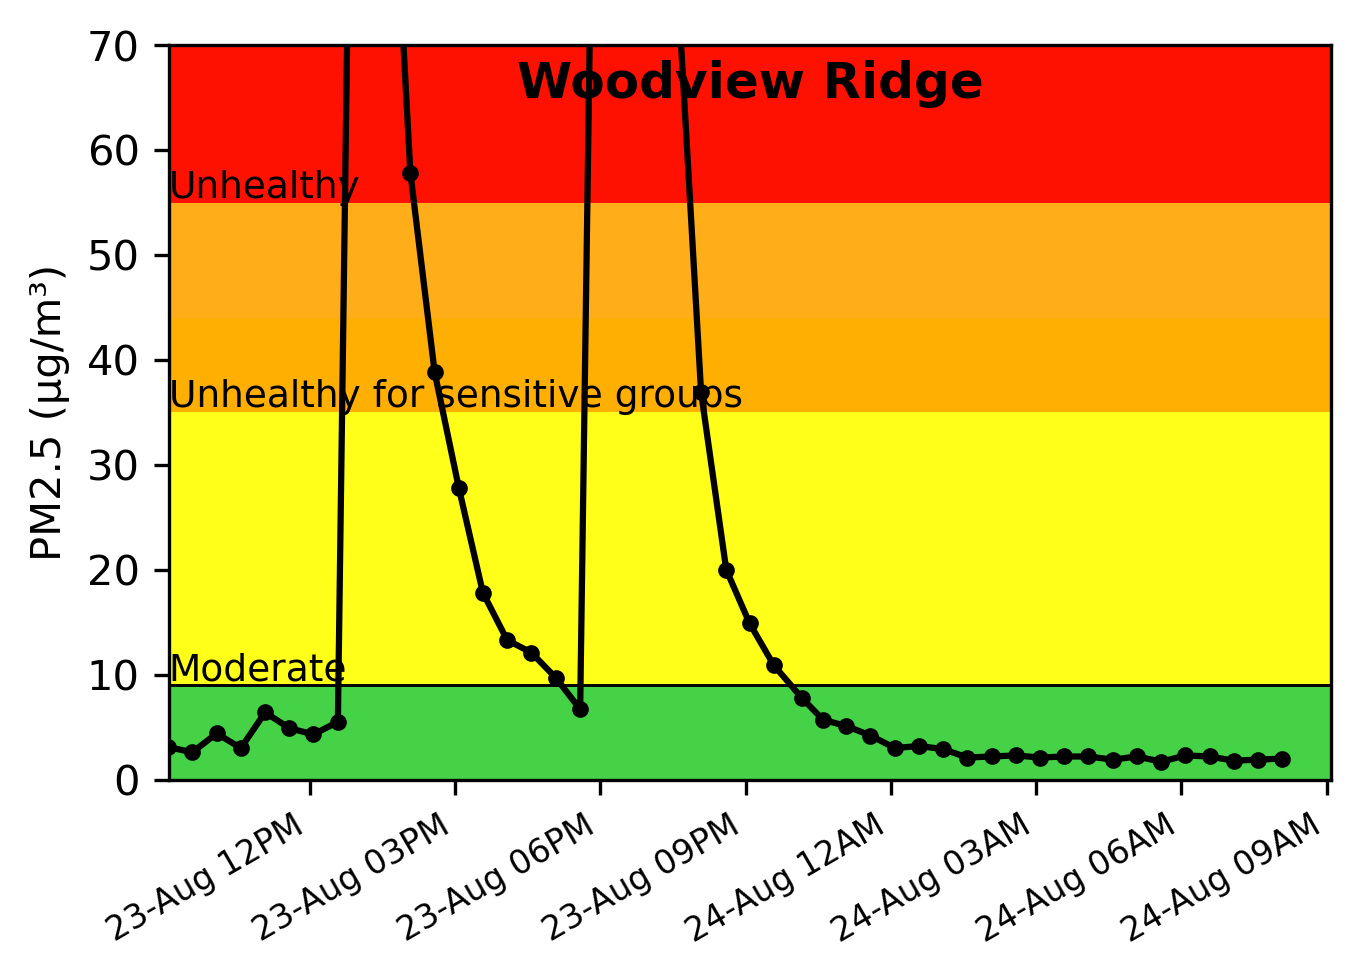 Woodview Ridge
PM2.5 (µg/m³)
70
60
50
40
30
20
10
0
Unhealthy
Unhealthy for sensitive groups
Moderate
23-Aug 12PM
23-Aug 03PM
23-Aug 06PM
23-Aug 09PM
24-Aug 12AM
24-Aug 03AM
24-Aug 06AM
24-Aug 09AM